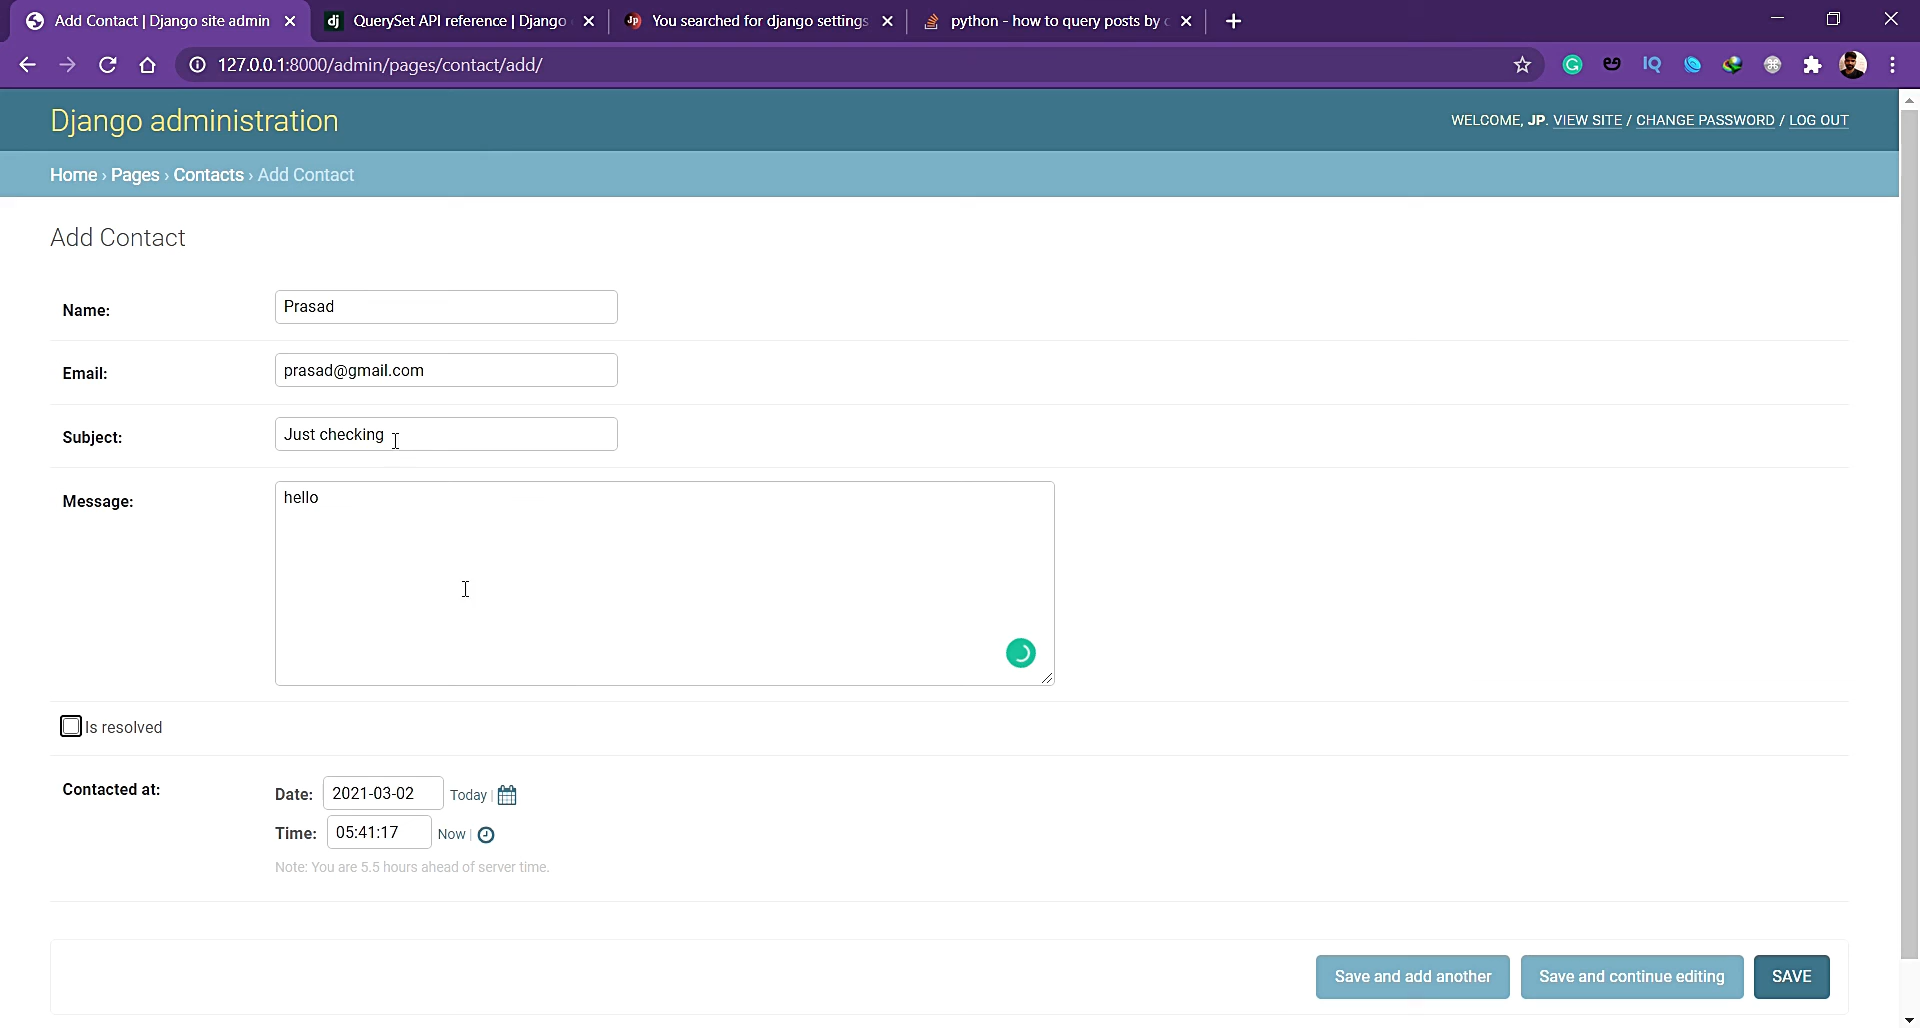 Add Contact | Django site admin
QuerySet API reference | Django
You searched for django settings
python - how to query posts by
127.0.0.1:8000/admin/pages/contact/add/
Django administration
WELCOME, JP. VIEW SITE / CHANGE PASSWORD / LOG OUT
Home › Pages › Contacts › Add Contact
Add Contact
Name: Prasad
Email: prasad@gmail.com
Subject: Just checking
Message: hello
Is resolved
Contacted at: Date: 2021-03-02 Today |
Time: 05:41:17 Now |
Note: You are 5.5 hours ahead of server time.
Save and add another Save and continue editing SAVE